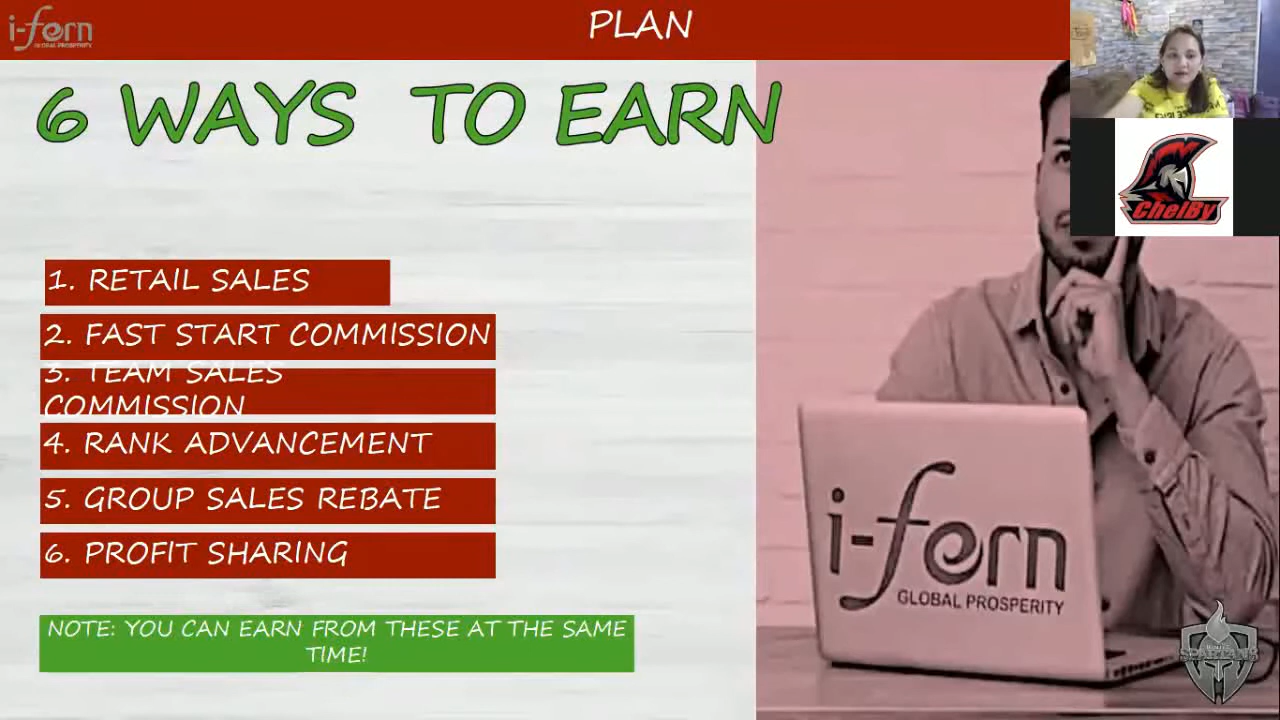 i-fern
GLOBAL PROSPERITY
PLAN
6 WAYS TO EARN
1. RETAIL SALES
2. FAST START COMMISSION
3. TEAM SALES
COMMISSION
4. RANK ADVANCEMENT
5. GROUP SALES REBATE
6. PROFIT SHARING
NOTE: YOU CAN EARN FROM THESE AT THE SAME
TIME!
ChelBy
i-fern
GLOBAL PROSPERITY
SPARTANS